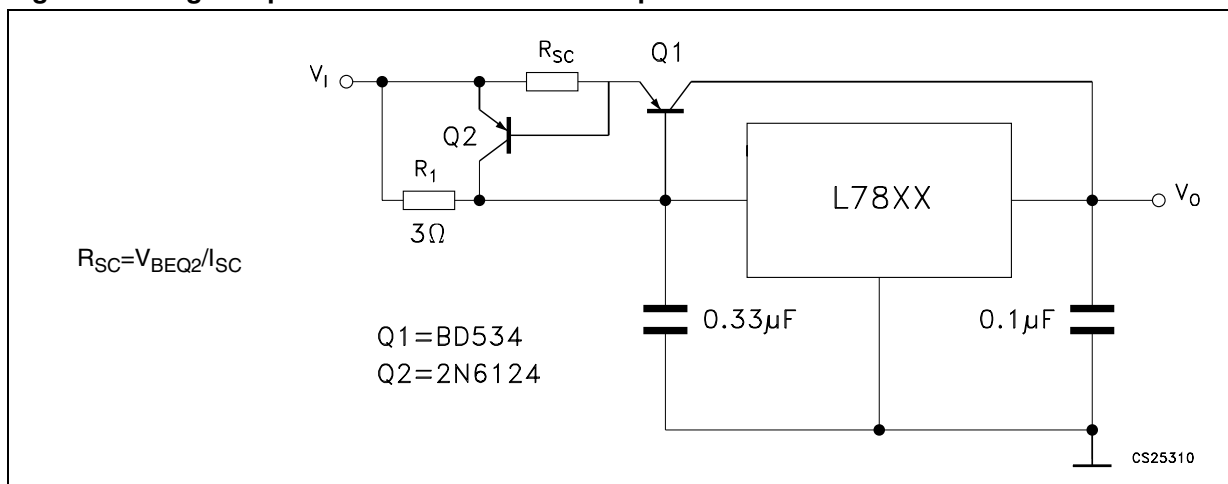 R_SC
Q1
V_I
Q2
R_1
3Ω
L78XX
V_O
R_SC=V_BEQ2/I_SC
0.33µF
0.1µF
Q1=BD534
Q2=2N6124
CS25310